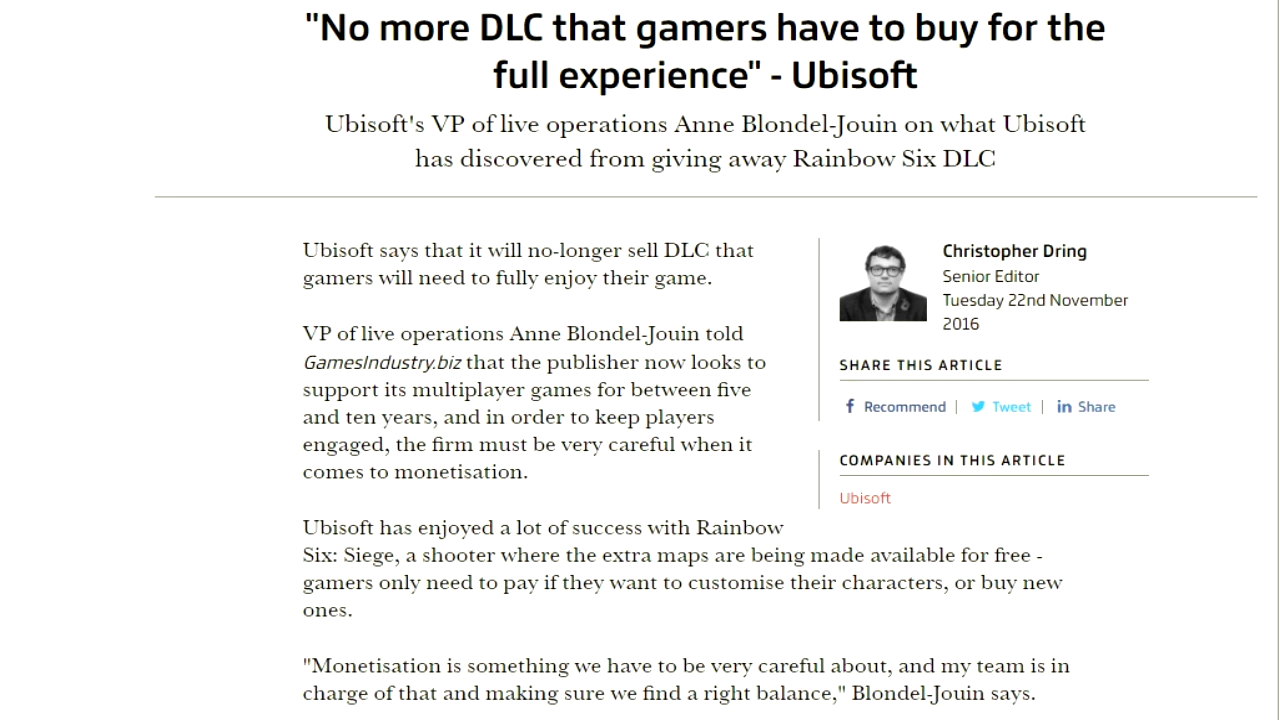 "No more DLC that gamers have to buy for the
full experience" - Ubisoft
Ubisoft's VP of live operations Anne Blondel-Jouin on what Ubisoft
has discovered from giving away Rainbow Six DLC
Ubisoft says that it will no-longer sell DLC that
gamers will need to fully enjoy their game.
VP of live operations Anne Blondel-Jouin told
GamesIndustry.biz that the publisher now looks to
support its multiplayer games for between five
and ten years, and in order to keep players
engaged, the firm must be very careful when it
comes to monetisation.
Ubisoft has enjoyed a lot of success with Rainbow
Six: Siege, a shooter where the extra maps are being made available for free -
gamers only need to pay if they want to customise their characters, or buy new
ones.
"Monetisation is something we have to be very careful about, and my team is in
charge of that and making sure we find a right balance," Blondel-Jouin says.
Christopher Dring
Senior Editor
Tuesday 22nd November
2016
SHARE THIS ARTICLE
Recommend
Tweet
Share
COMPANIES IN THIS ARTICLE
Ubisoft